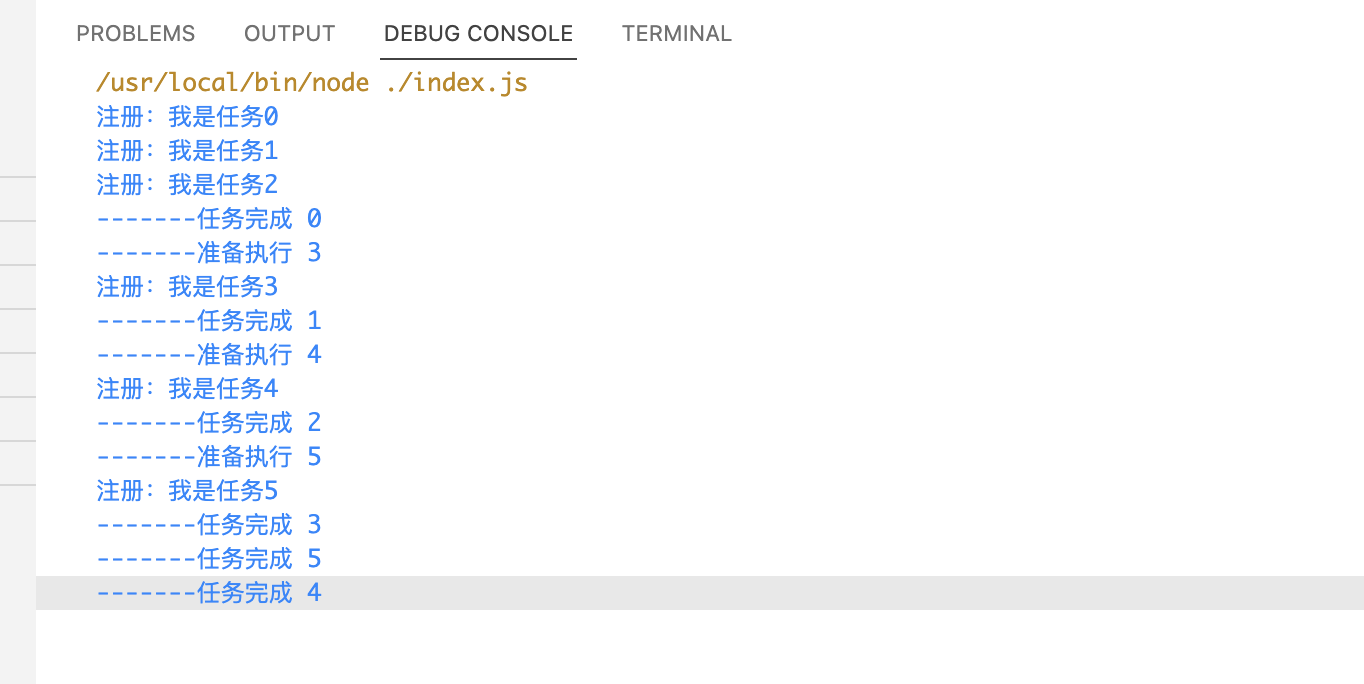 PROBLEMS OUTPUT DEBUG CONSOLE TERMINAL
/usr/local/bin/node ./index.js
注册：我是任务0
注册：我是任务1
注册：我是任务2
-------任务完成 0
-------准备执行 3
注册：我是任务3
-------任务完成 1
-------准备执行 4
注册：我是任务4
-------任务完成 2
-------准备执行 5
注册：我是任务5
-------任务完成 3
-------任务完成 5
-------任务完成 4